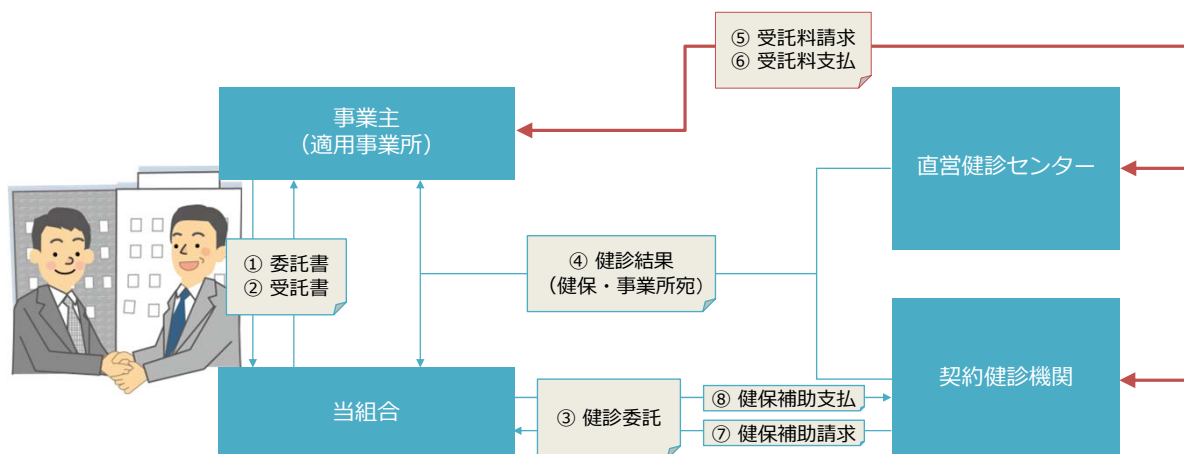 ⑤ 受託料請求
⑥ 受託料支払
事業主
（適用事業所）
直営健診センター
① 委託書
② 受託書
④ 健診結果
（健保・事業所宛）
当組合
③ 健診委託
⑧ 健保補助支払
⑦ 健保補助請求
契約健診機関